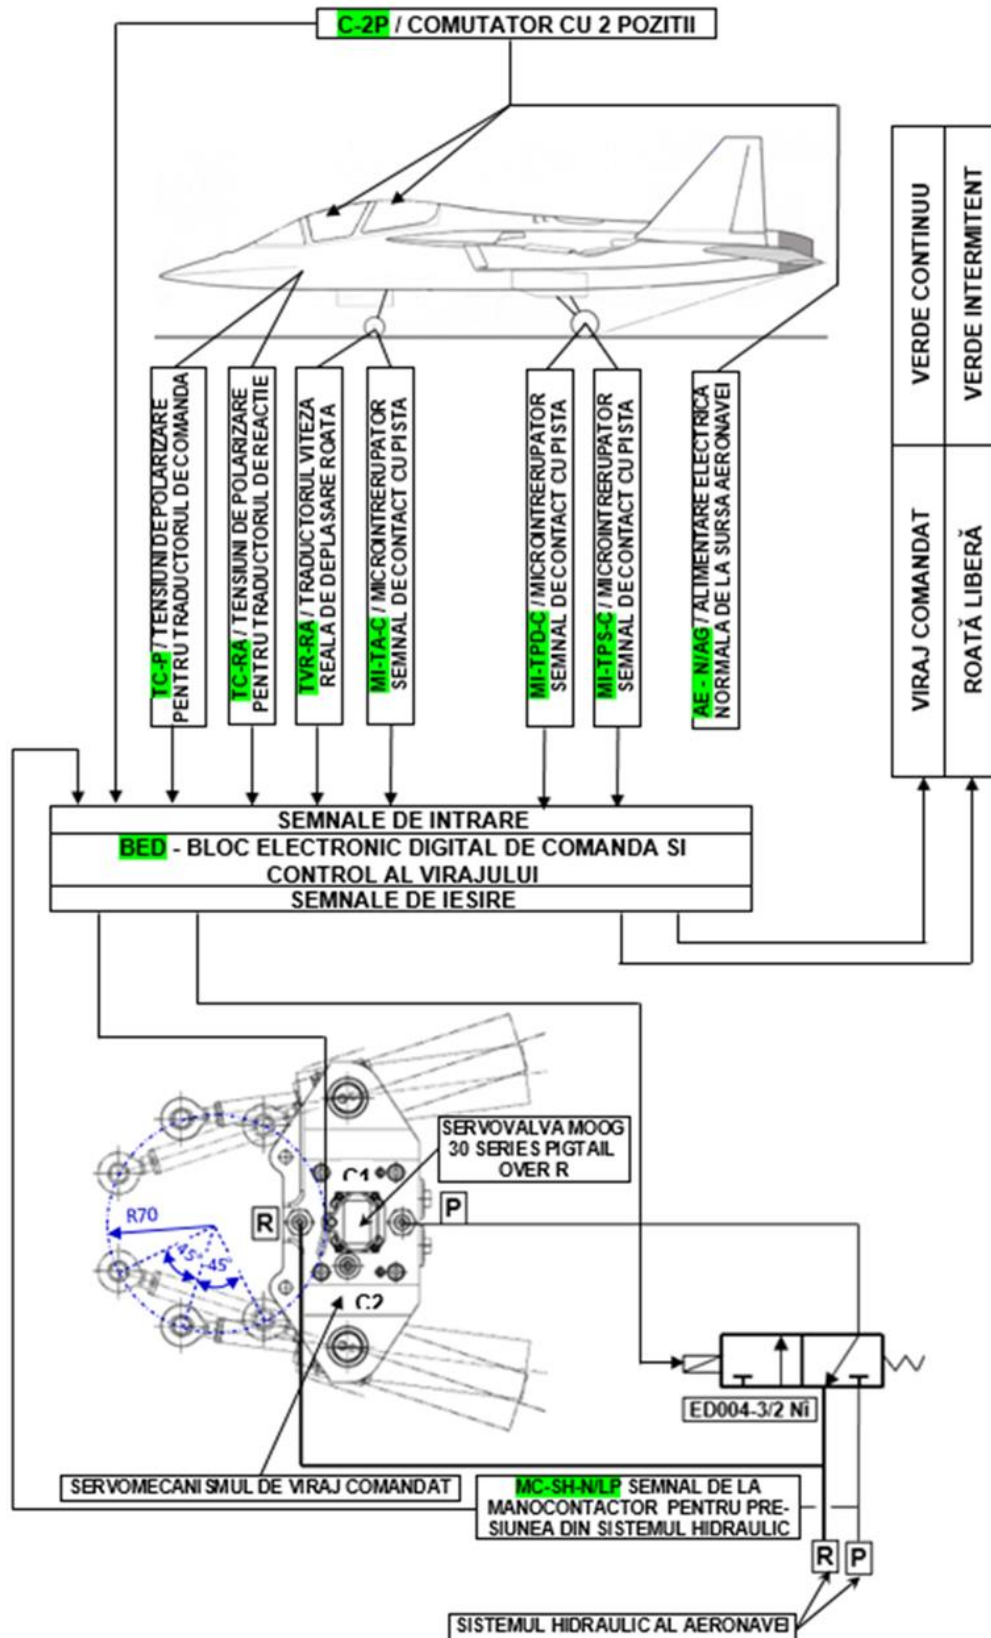 C-2P / COMUTATOR CU 2 POZITII
VERDE CONTINUU
VERDE INTERMITENT
VIRAJ COMANDAT
ROATĂ LIBERĂ
TC-P / TENSIUNI DE POLARIZARE
PENTRU TRADUCTORUL DE COMANDA
TC-RA / TENSIUNI DE POLARIZARE
PENTRU TRADUCTORUL DE REACTIE
TVR-RA / TRADUCTORUL VITEZA
REALA DE DEPLASARE ROATA
MI-TA-C / MICROINTRERUPATOR
SEMNAL DE CONTACT CU PISTA
MI-TPD-C / MICROINTRERUPATOR
SEMNAL DE CONTACT CU PISTA
MI-TPS-C / MICROINTRERUPATOR
SEMNAL DE CONTACT CU PISTA
AE - N/AG / ALIMENTARE ELECTRICA
NORMALA DE LA SURSA AERONAVEI
SEMNALE DE INTRARE
BED - BLOC ELECTRONIC DIGITAL DE COMANDA SI
CONTROL AL VIRAJULUI
SEMNALE DE IESIRE
SERVOVALVA MOOG
30 SERIES PIGTAIL
OVER R
C1
R70
R
P
45° 45°
C2
ED004-3/2 NÎ
SERVOMECANISMUL DE VIRAJ COMANDAT
MC-SH-N/LP SEMNAL DE LA
MANOCONTACTOR PENTRU PRE-
SIUNEA DIN SISTEMUL HIDRAULIC
R P
SISTEMUL HIDRAULIC AL AERONAVEI